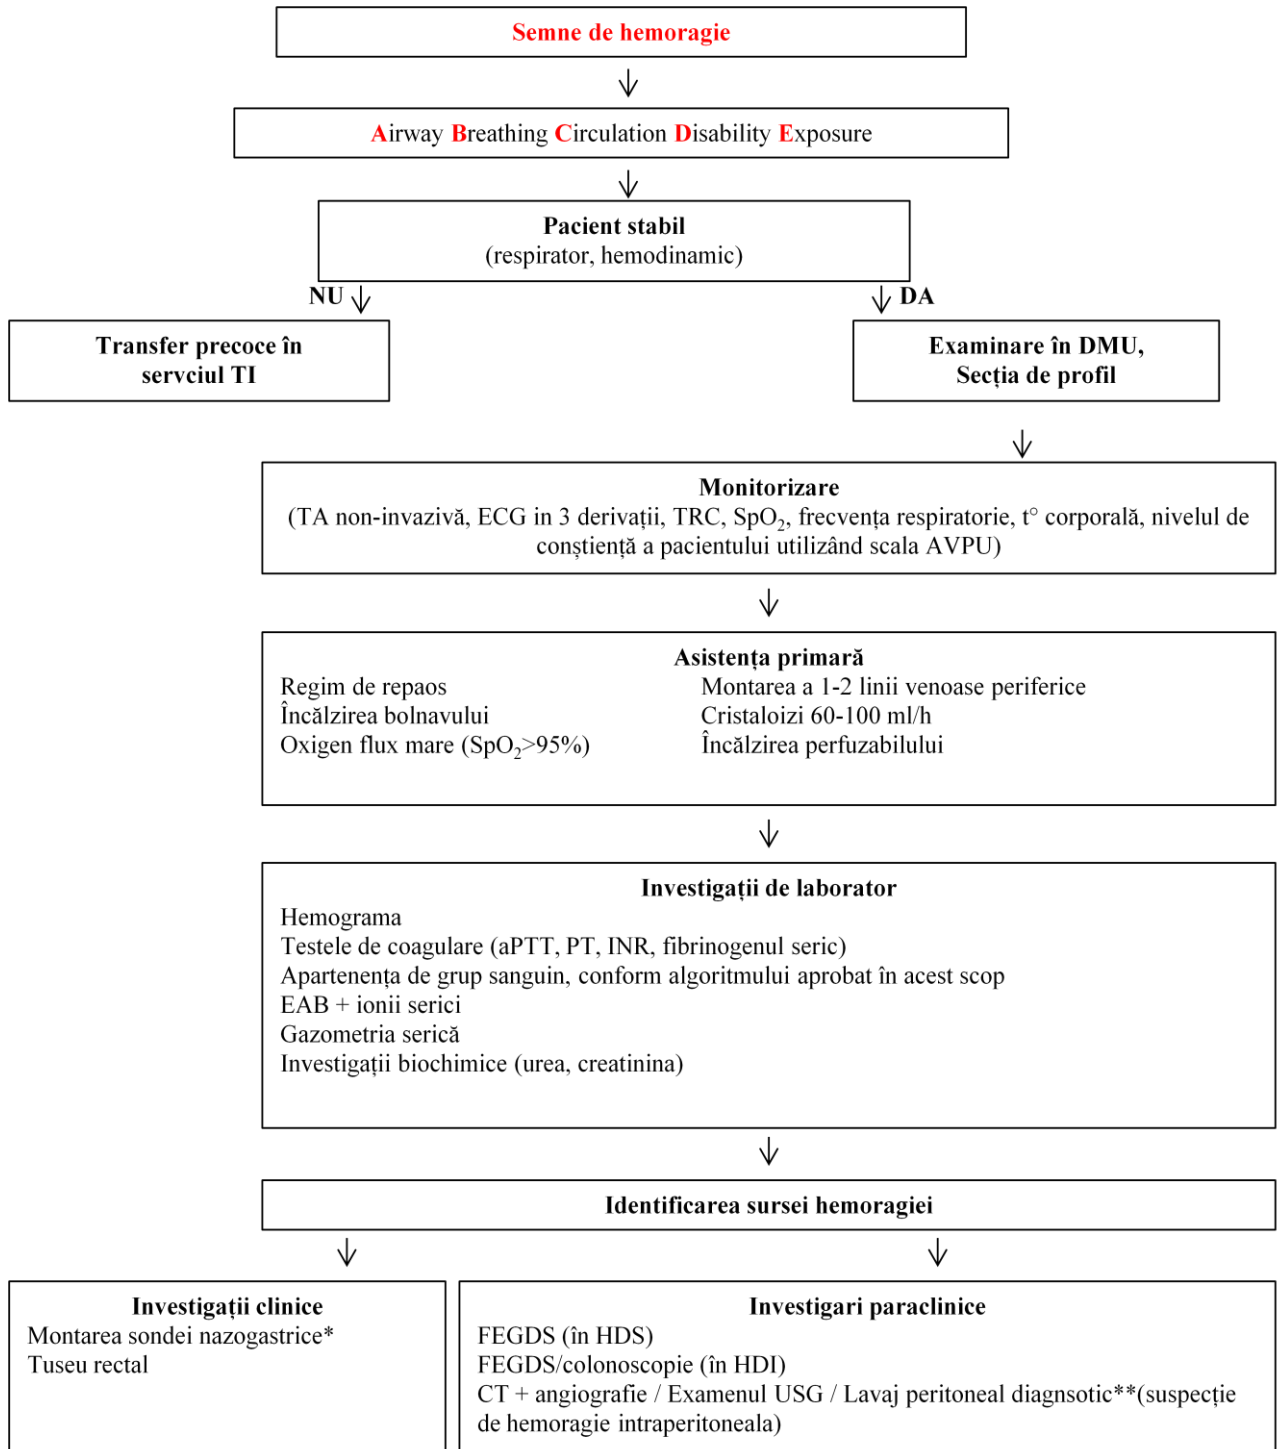 Semne de hemoragie
Airway Breathing Circulation Disability Exposure
Pacient stabil
(respirator, hemodinamic)
NU
DA
Transfer precoce în
servciul TI
Examinare în DMU,
Secția de profil
Monitorizare
(TA non-invazivă, ECG in 3 derivații, TRC, SpO₂, frecvența respiratorie, t° corporală, nivelul de
conștiență a pacientului utilizând scala AVPU)
Asistența primară
Regim de repaos
Montarea a 1-2 linii venoase periferice
Încălzirea bolnavului
Cristaloizi 60-100 ml/h
Oxigen flux mare (SpO₂>95%)
Încălzirea perfuzabilului
Investigații de laborator
Hemograma
Testele de coagulare (aPTT, PT, INR, fibrinogenul seric)
Apartenența de grup sanguin, conform algoritmului aprobat în acest scop
EAB + ionii serici
Gazometria serică
Investigații biochimice (urea, creatinina)
Identificarea sursei hemoragiei
Investigații clinice
Montarea sondei nazogastrice*
Tuseu rectal
Investigari paraclinice
FEGDS (în HDS)
FEGDS/colonoscopie (în HDI)
CT + angiografie / Examenul USG / Lavaj peritoneal diagnsotic**(suspecție
de hemoragie intraperitoneala)